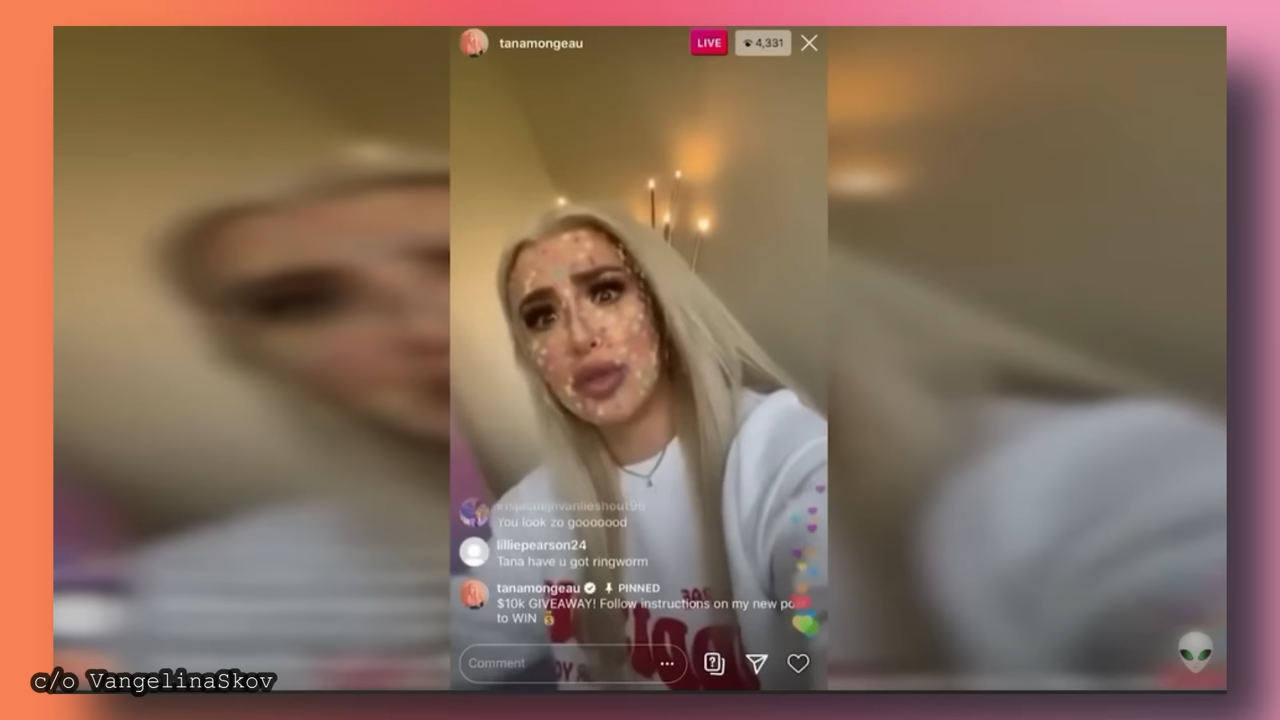 tanamongeau
LIVE
4,331
You look zo gooooood
lilliepearson24
Tana have u got ringworm
tanamongeau PINNED
$10k GIVEAWAY! Follow instructions on my new po
to WIN
Comment
c/o VangelinaSkov